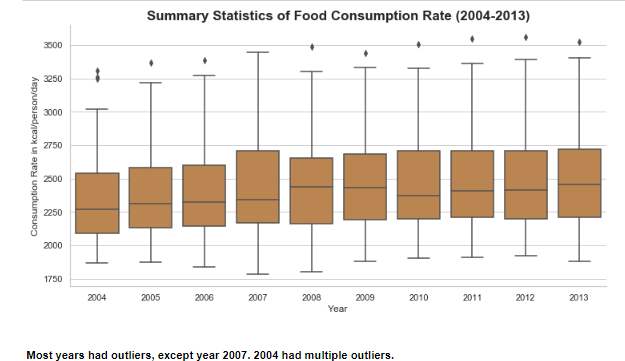 Summary Statistics of Food Consumption Rate (2004-2013)
3500
3250
3000
2750
2500
2250
2000
1750
Consumption Rate in kcal/person/day
2004 2005 2006 2007 2008 2009 2010 2011 2012 2013
Year
Most years had outliers, except year 2007. 2004 had multiple outliers.